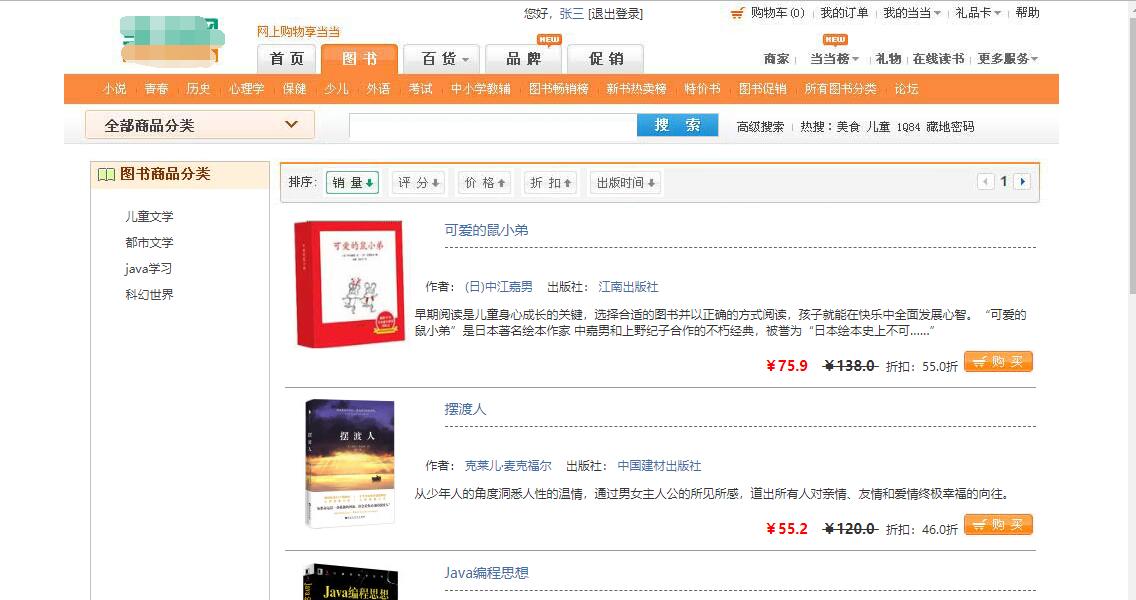 您好，张三 [退出登录]
购物车 (0) 我的订单 我的当当 礼品卡 帮助
网上购物享当当
首 页 图 书 百 货 品 牌 NEW 促 销
商家 当当榜 NEW 礼物 在线读书 更多服务
小说 青春 历史 心理学 保健 少儿 外语 考试 中小学教辅 图书畅销榜 新书热卖榜 特价书 图书促销 所有图书分类 论坛
全部商品分类 搜 索 高级搜索 热搜：美食 儿童 1Q84 藏地密码
图书商品分类
儿童文学
都市文学
java学习
科幻世界
排序: 销 量 评 分 价 格 折 扣 出版时间 1
可爱的鼠小弟
可爱的鼠小弟
作者： (日)中江嘉男 出版社： 江南出版社
早期阅读是儿童身心成长的关键，选择合适的图书并以正确的方式阅读，孩子就能在快乐中全面发展心智。 “可爱的
鼠小弟”是日本著名绘本作家 中嘉男和上野纪子合作的不朽经典，被誉为“日本绘本史上不可......”
￥75.9 ￥138.0 折扣：55.0折 购 买
摆渡人
摆渡人
作者： 克莱儿·麦克福尔 出版社： 中国建材出版社
从少年人的角度洞悉人性的温情，通过男女主人公的所见所感，道出所有人对亲情、友情和爱情终极幸福的向往。
￥55.2 ￥120.0 折扣：46.0折 购 买
Java编程思想
Java编程思想